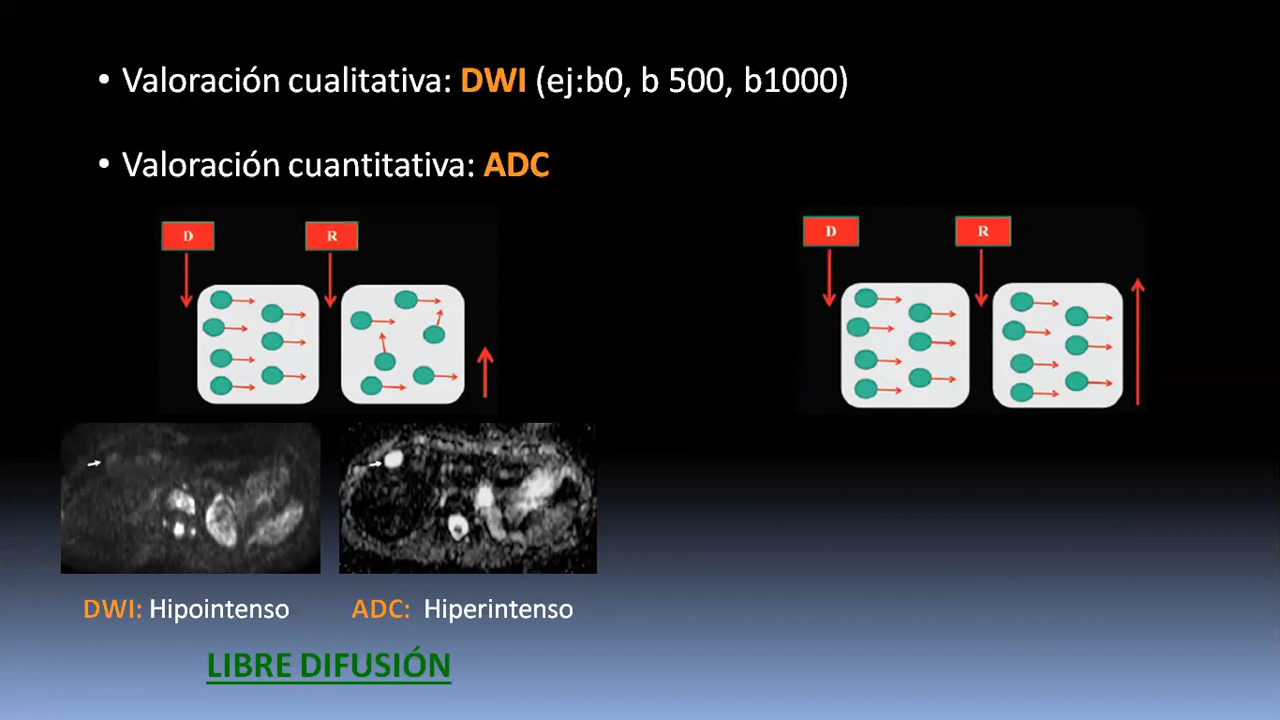 • Valoración cualitativa: DWI (ej:b0, b 500, b1000)
• Valoración cuantitativa: ADC
D R
D R
DWI: Hipointenso
ADC: Hiperintenso
LIBRE DIFUSIÓN